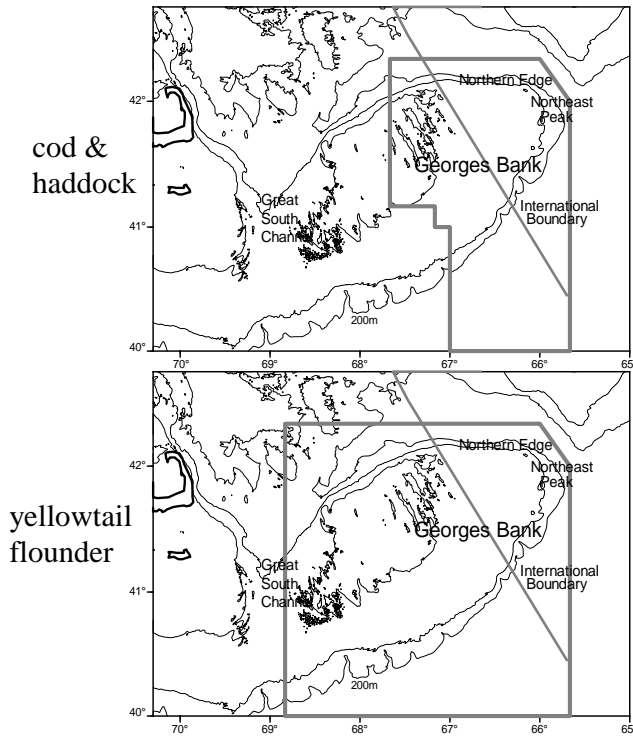 cod &
haddock
42°
41°
40°
Northern Edge
Northeast
Peak
Georges Bank
Great
South
Channel
International
Boundary
200m
70°
69°
68°
67°
66°
65
yellowtail
flounder
42°
41°
40°
Northern Edge
Northeast
Peak
Georges Bank
Great
South
Channel
International
Boundary
200m
70°
69°
68°
67°
66°
65